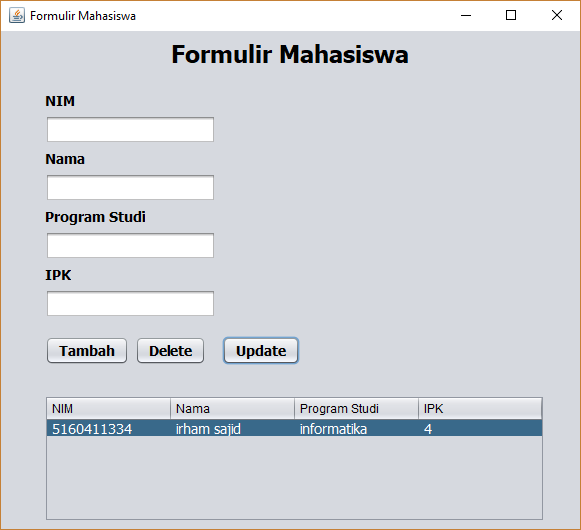 Formulir Mahasiswa
Formulir Mahasiswa
NIM
Nama
Program Studi
IPK
Tambah Delete Update
NIM Nama Program Studi IPK
5160411334 irham sajid informatika 4